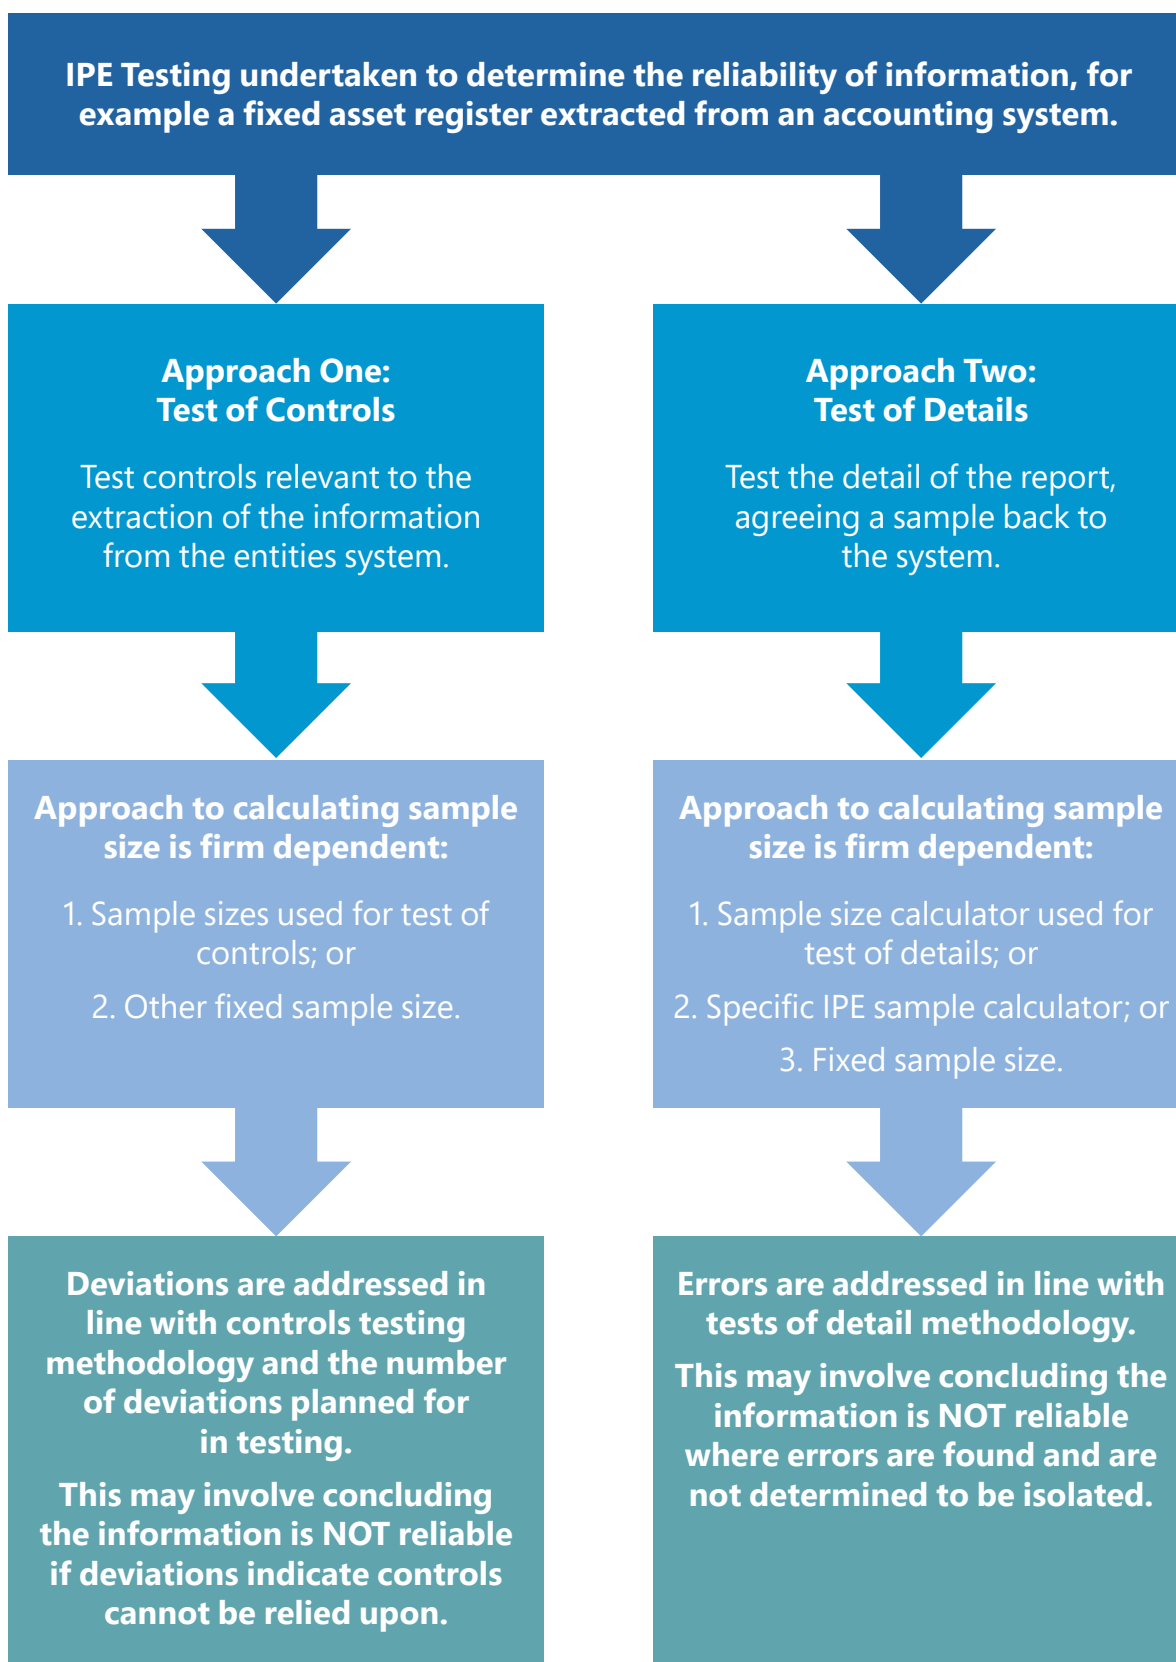 IPE Testing undertaken to determine the reliability of information, for
example a fixed asset register extracted from an accounting system.
Approach One:
Test of Controls
Test controls relevant to the
extraction of the information
from the entities system.
Approach to calculating sample
size is firm dependent:
1. Sample sizes used for test of
controls; or
2. Other fixed sample size.
Deviations are addressed in
line with controls testing
methodology and the number
of deviations planned for
in testing.
This may involve concluding
the information is NOT reliable
if deviations indicate controls
cannot be relied upon.
Approach Two:
Test of Details
Test the detail of the report,
agreeing a sample back to
the system.
Approach to calculating sample
size is firm dependent:
1. Sample size calculator used for
test of details; or
2. Specific IPE sample calculator; or
3. Fixed sample size.
Errors are addressed in line with
tests of detail methodology.
This may involve concluding the
information is NOT reliable
where errors are found and are
not determined to be isolated.